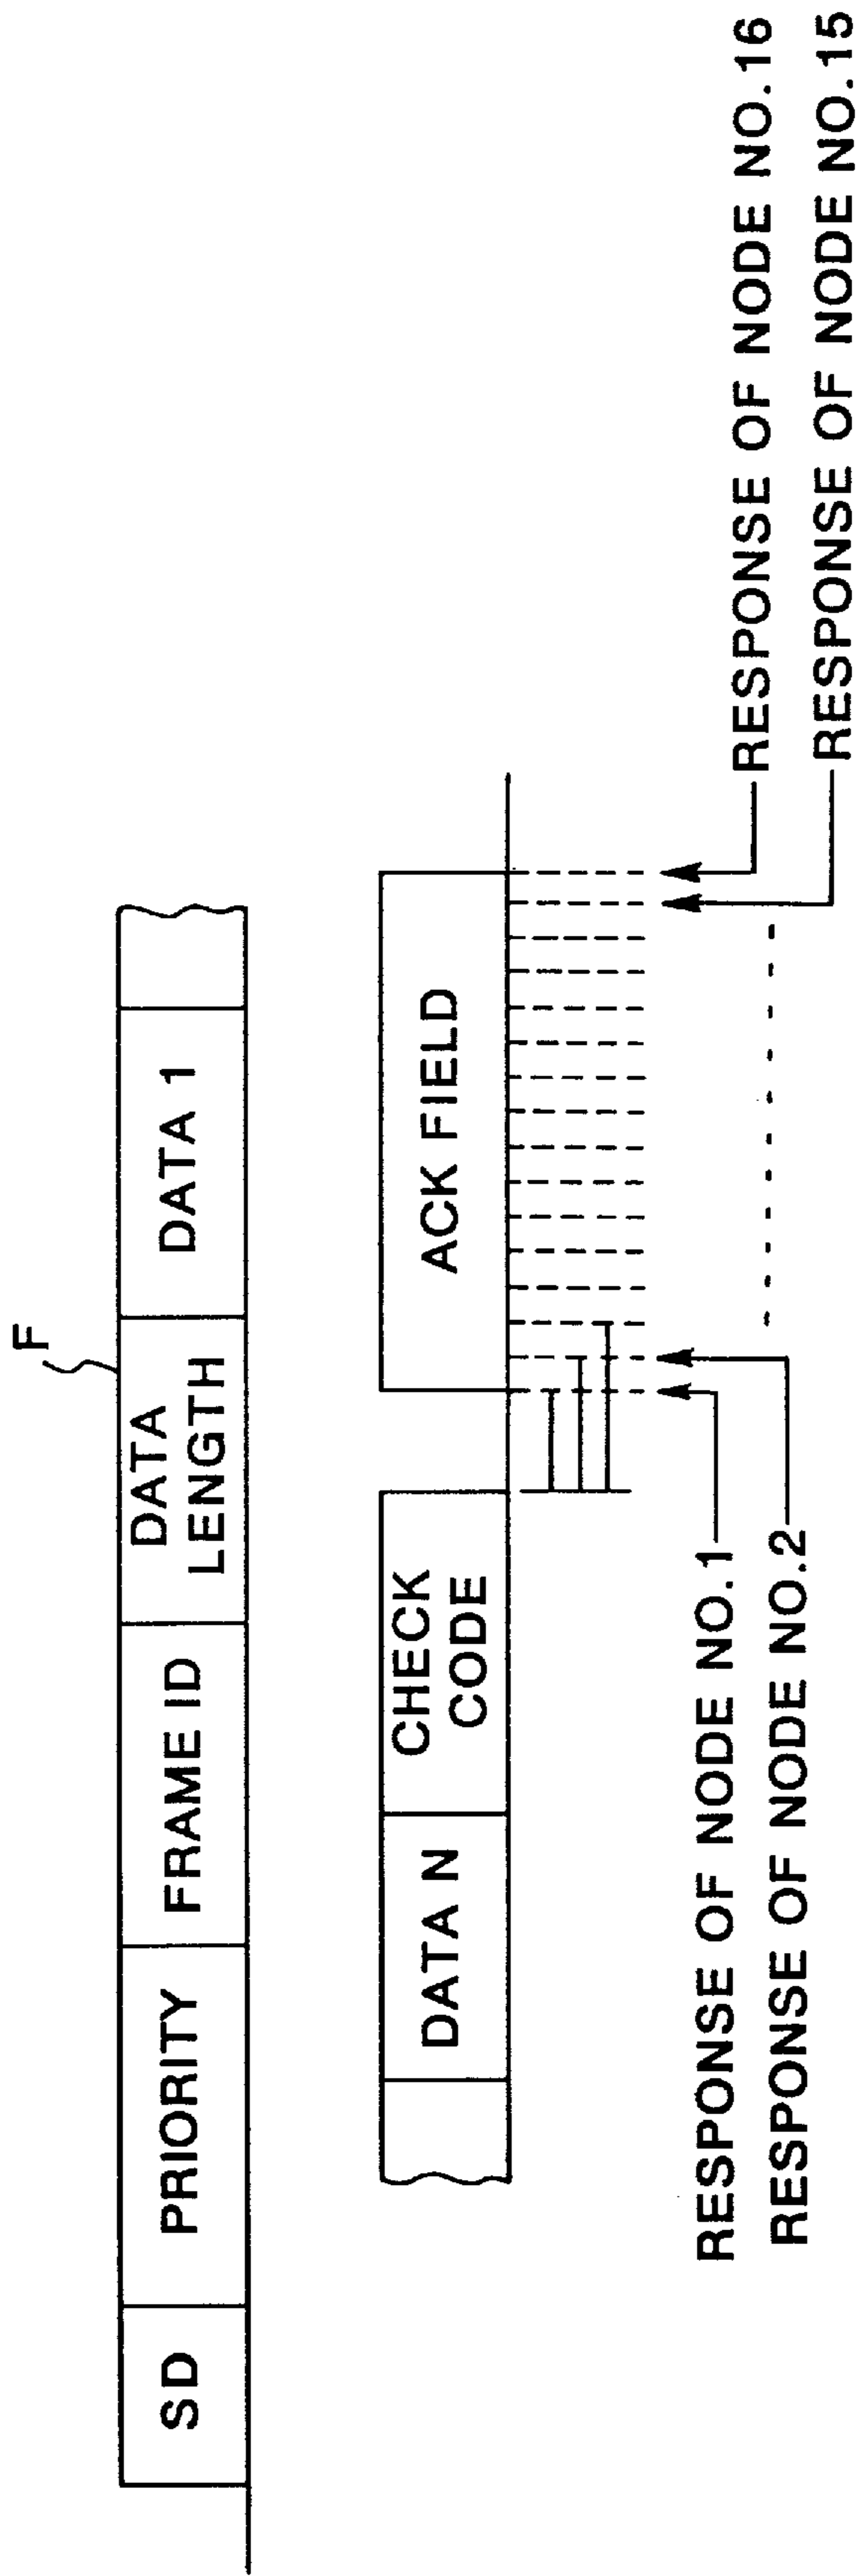 F
SD
PRIORITY
FRAME ID
DATA
LENGTH
DATA 1
DATA N
CHECK
CODE
ACK FIELD
RESPONSE OF NODE NO.1
RESPONSE OF NODE NO.2
RESPONSE OF NODE NO.16
RESPONSE OF NODE NO.15